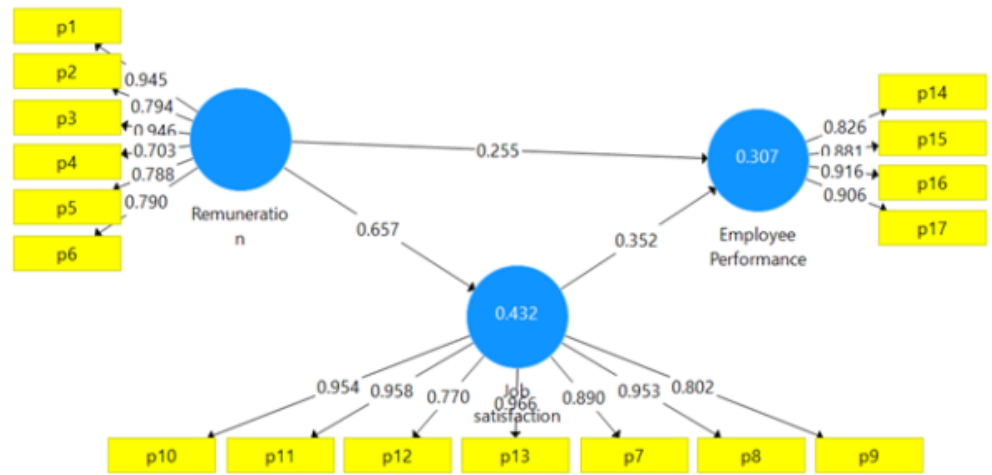 p1
p2
p3
p4
p5
p6
0.945
0.794
0.946
0.703
0.788
0.790
Remuneratio
n
0.255
0.657
0.352
0.307
Employee
Performance
0.826
0.881
0.916
0.906
p14
p15
p16
p17
0.432
Job
satisfaction
0.954
0.958
0.770
0.966
0.890
0.953
0.802
p10
p11
p12
p13
p7
p8
p9